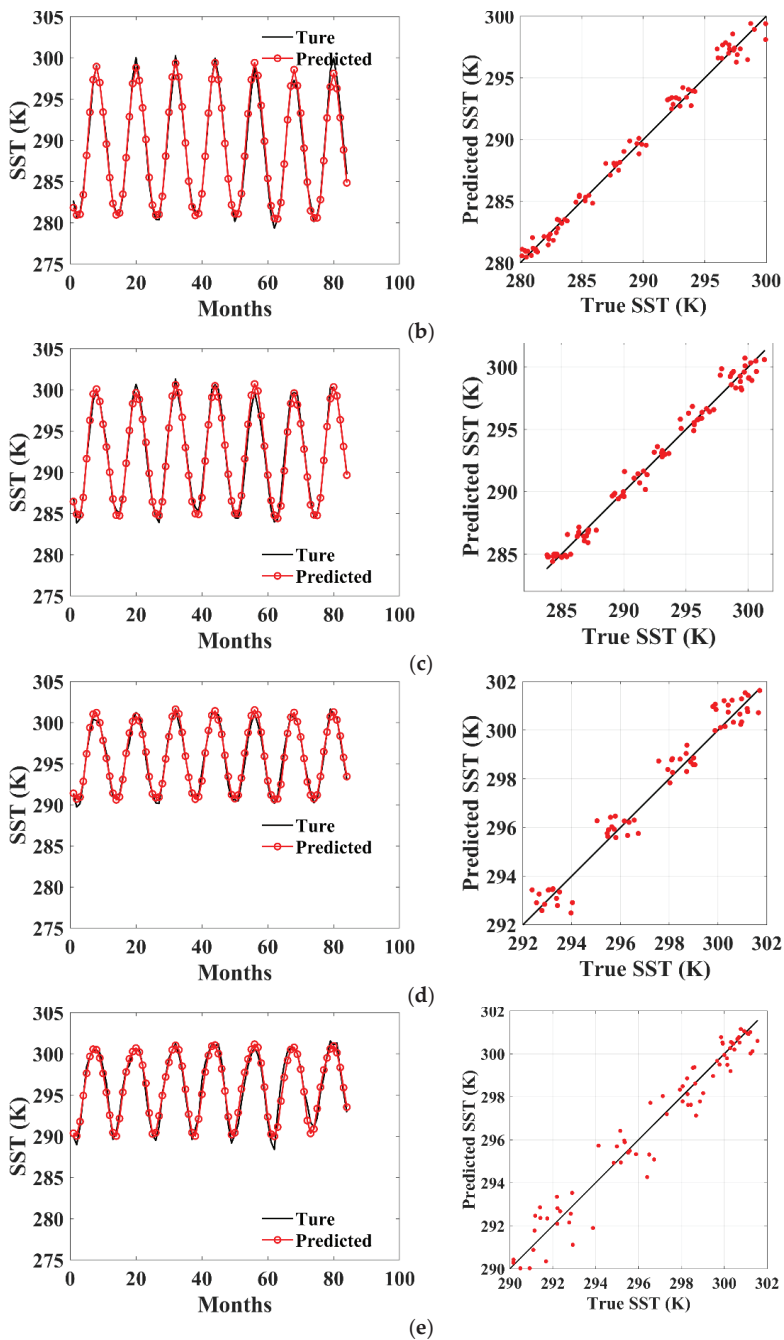 305
300
295
290
285
280
275
SST (K)
0 20 40 60 80 100
Months
Ture
Predicted
300
295
290
285
280
Predicted SST (K)
280 285 290 295 300
True SST (K)
(b)
305
300
295
290
285
280
275
SST (K)
0 20 40 60 80 100
Months
Ture
Predicted
300
295
290
285
Predicted SST (K)
285 290 295 300
True SST (K)
(c)
305
300
295
290
285
280
275
SST (K)
0 20 40 60 80 100
Months
Ture
Predicted
302
300
298
296
294
292
Predicted SST (K)
292 294 296 298 300 302
True SST (K)
(d)
305
300
295
290
285
280
275
SST (K)
0 20 40 60 80 100
Months
Ture
Predicted
302
300
298
296
294
292
290
Predicted SST (K)
290 292 294 296 298 300 302
True SST (K)
(e)